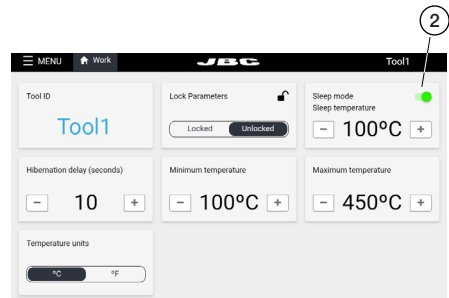 2
MENU Work JBC Tool1
Tool ID
Tool1
Lock Parameters
Locked Unlocked
Sleep mode
Sleep temperature
- 100ºC +
Hibernation delay (seconds)
- 10 +
Minimum temperature
- 100ºC +
Maximum temperature
- 450ºC +
Temperature units
ºC ºF